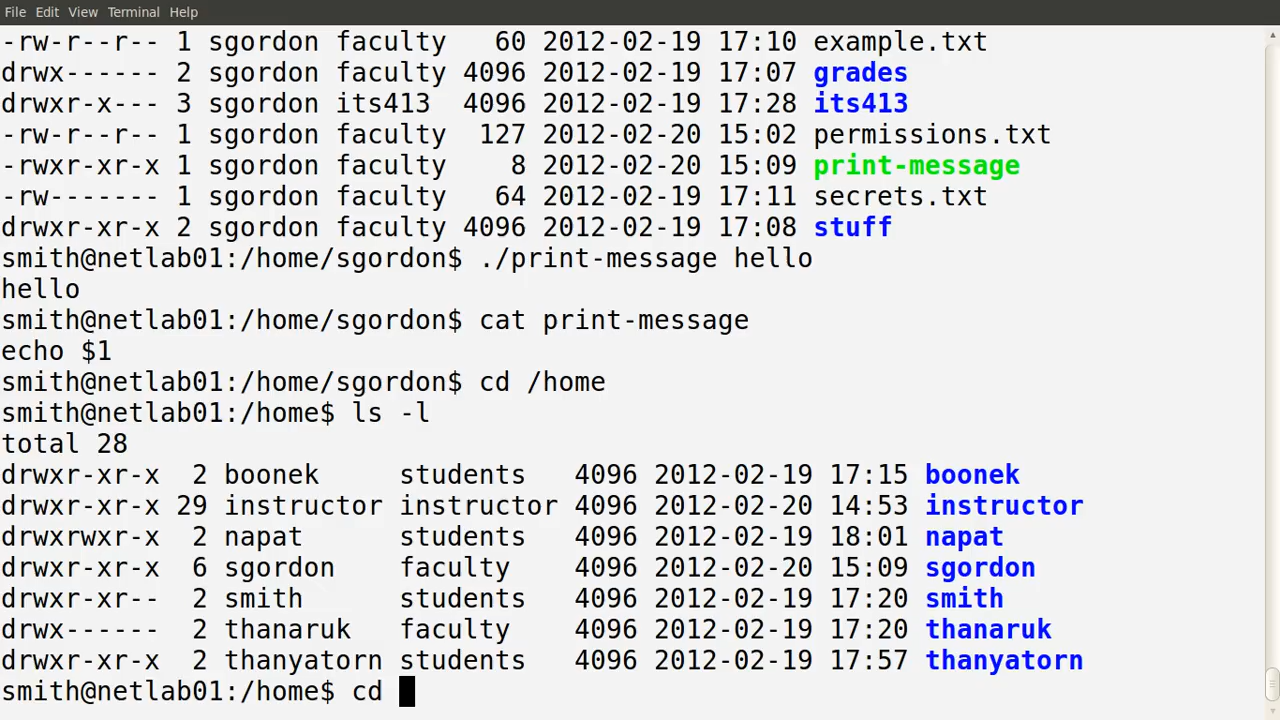 File Edit View Terminal Help
-rw-r--r-- 1 sgordon faculty   60 2012-02-19 17:10 example.txt
drwx------ 2 sgordon faculty 4096 2012-02-19 17:07 grades
drwxr-x--- 3 sgordon its413  4096 2012-02-19 17:28 its413
-rw-r--r-- 1 sgordon faculty  127 2012-02-20 15:02 permissions.txt
-rwxr-xr-x 1 sgordon faculty    8 2012-02-20 15:09 print-message
-rw------- 1 sgordon faculty   64 2012-02-19 17:11 secrets.txt
drwxr-xr-x 2 sgordon faculty 4096 2012-02-19 17:08 stuff
smith@netlab01:/home/sgordon$ ./print-message hello
hello
smith@netlab01:/home/sgordon$ cat print-message
echo $1
smith@netlab01:/home/sgordon$ cd /home
smith@netlab01:/home$ ls -l
total 28
drwxr-xr-x  2 boonek     students   4096 2012-02-19 17:15 boonek
drwxr-xr-x 29 instructor instructor 4096 2012-02-20 14:53 instructor
drwxrwxr-x  2 napat      students   4096 2012-02-19 18:01 napat
drwxr-xr-x  6 sgordon    faculty    4096 2012-02-20 15:09 sgordon
drwxr-xr--  2 smith      students   4096 2012-02-19 17:20 smith
drwx------  2 thanaruk   faculty    4096 2012-02-19 17:20 thanaruk
drwxr-xr-x  2 thanyatorn students   4096 2012-02-19 17:57 thanyatorn
smith@netlab01:/home$ cd